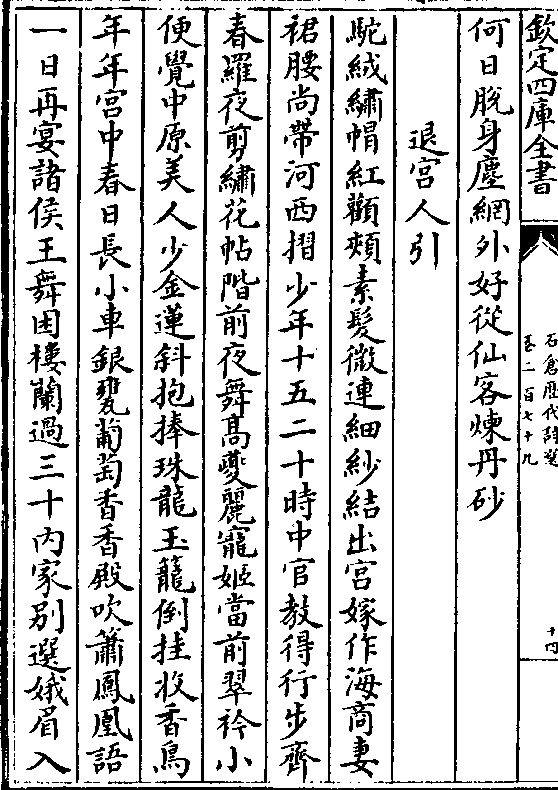 欽定四庫全書
石倉歷代詩選
卷二百七十九
十四
何日脫身塵網外好從仙客煉丹砂
退宮人引
駝絨繡帽紅顴頰素髮微連細紗結出宮嫁作海商妻
裙腰尚帶河西摺少年十五二十時中官教得行步齊
春羅夜剪繡花帖階前夜舞髙麗寵姬當前翠衿小
便覺中原美人少金蓮斜抱捧珠龍玉籠倒挂收香鳥
年年宮中春日長小車銀甕葡萄香香殿吹簫鳳凰語
一日再宴諸侯王舞困樓蘭過三十內家別選娥眉入